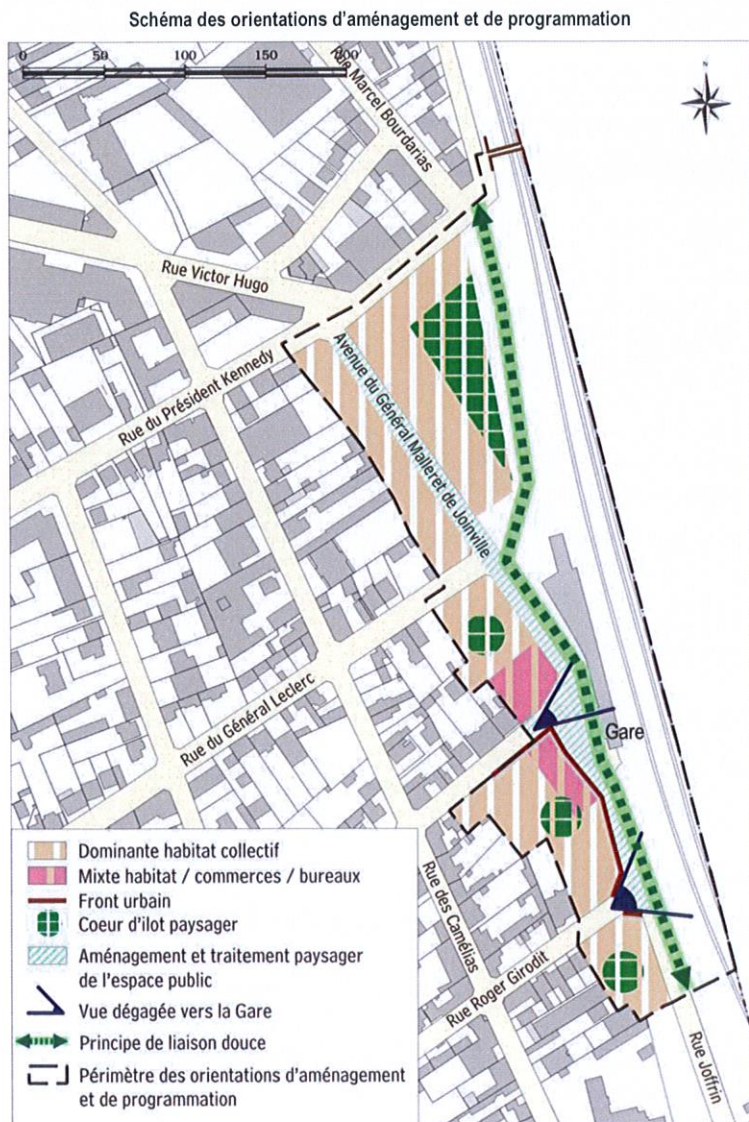 Schéma des orientations d'aménagement et de programmation
0 50 100 150 200
Rue Marcel Bourdarias
Rue Victor Hugo
Rue du Président Kennedy
Avenue du Général Malleret de Joinville
Rue du Général Leclerc
Gare
Rue des Camélias
Rue Roger Girodit
Rue Joffrin
Dominante habitat collectif
Mixte habitat / commerces / bureaux
Front urbain
Coeur d'ilot paysager
Aménagement et traitement paysager
de l'espace public
Vue dégagée vers la Gare
Principe de liaison douce
Périmètre des orientations d'aménagement
et de programmation